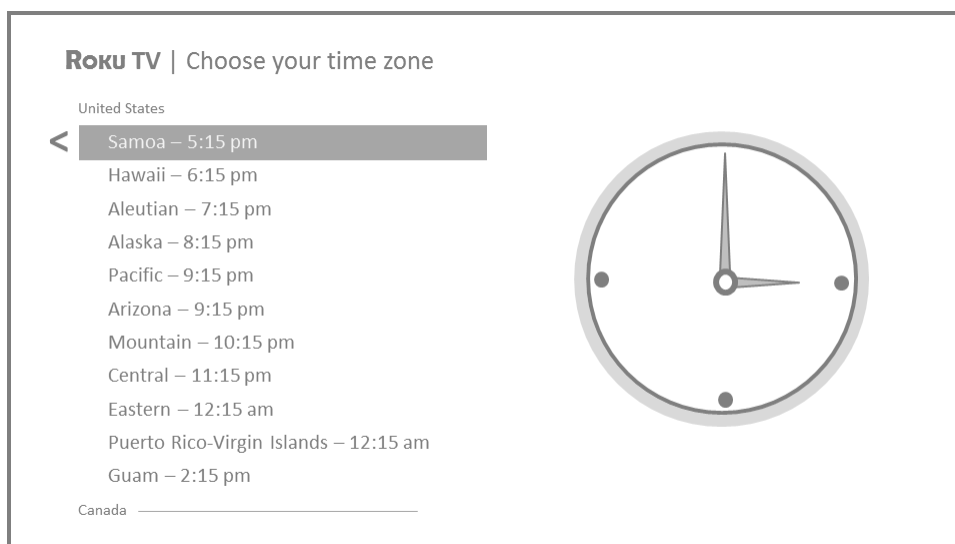 ROKU TV | Choose your time zone
United States
<
Samoa – 5:15 pm
Hawaii – 6:15 pm
Aleutian – 7:15 pm
Alaska – 8:15 pm
Pacific – 9:15 pm
Arizona – 9:15 pm
Mountain – 10:15 pm
Central – 11:15 pm
Eastern – 12:15 am
Puerto Rico-Virgin Islands – 12:15 am
Guam – 2:15 pm
Canada